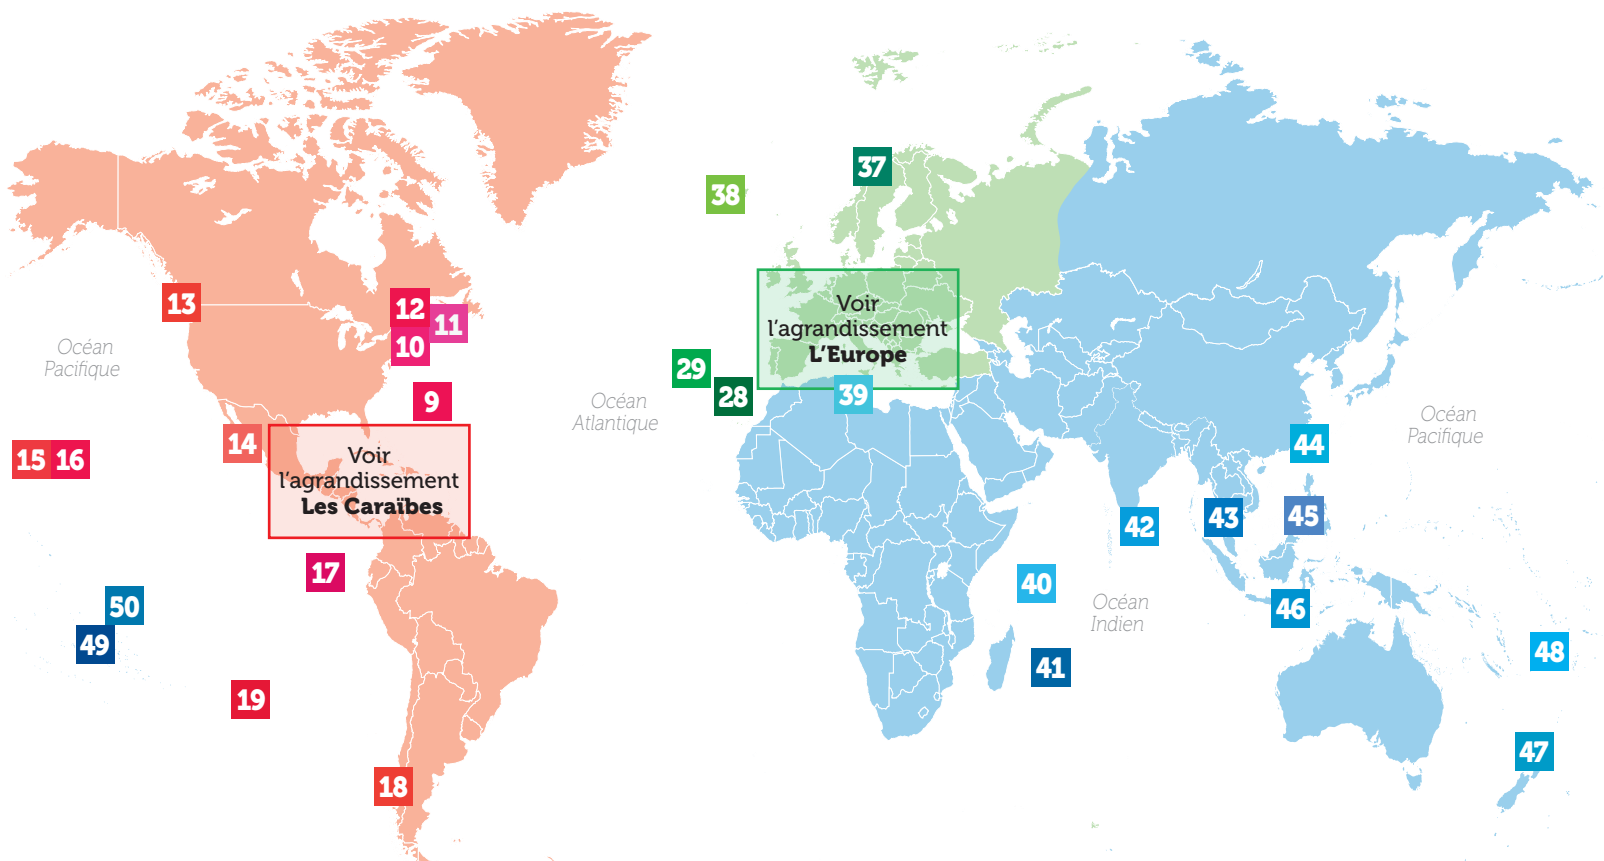 37
38
13
12
11
10
Voir
l’agrandissement
L’Europe
Océan
Pacifique
29
28
39
9
Océan
Atlantique
Océan
Pacifique
14
15 16
Voir
l’agrandissement
Les Caraïbes
44
42
43
45
17
40
50
49
Océan
Indien
46
48
41
19
47
18